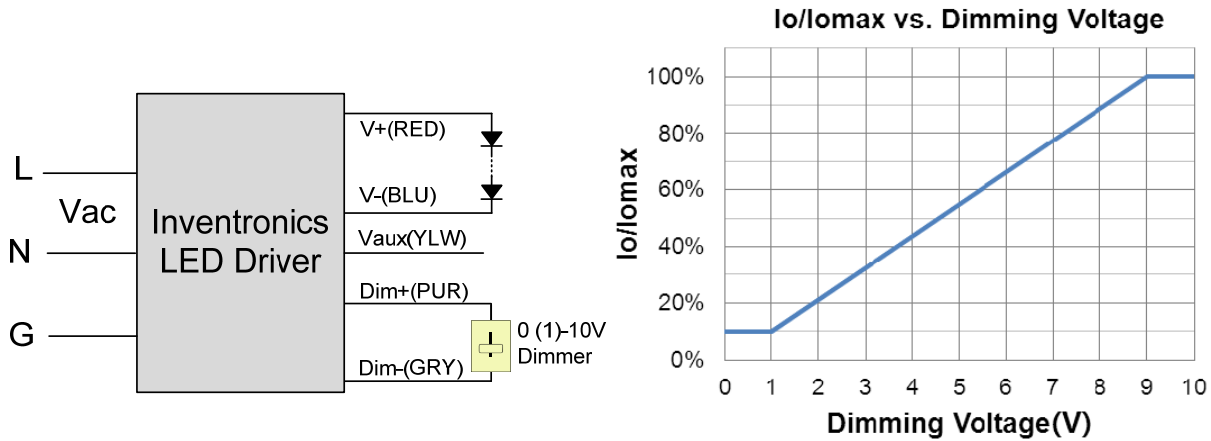 L
Vac
N
G
Inventronics
LED Driver
V+(RED)
V-(BLU)
Vaux(YLW)
Dim+(PUR)
Dim-(GRY)
0 (1)-10V
Dimmer
Io/Iomax vs. Dimming Voltage
Io/Iomax
100%
80%
60%
40%
20%
0%
0 1 2 3 4 5 6 7 8 9 10
Dimming Voltage(V)